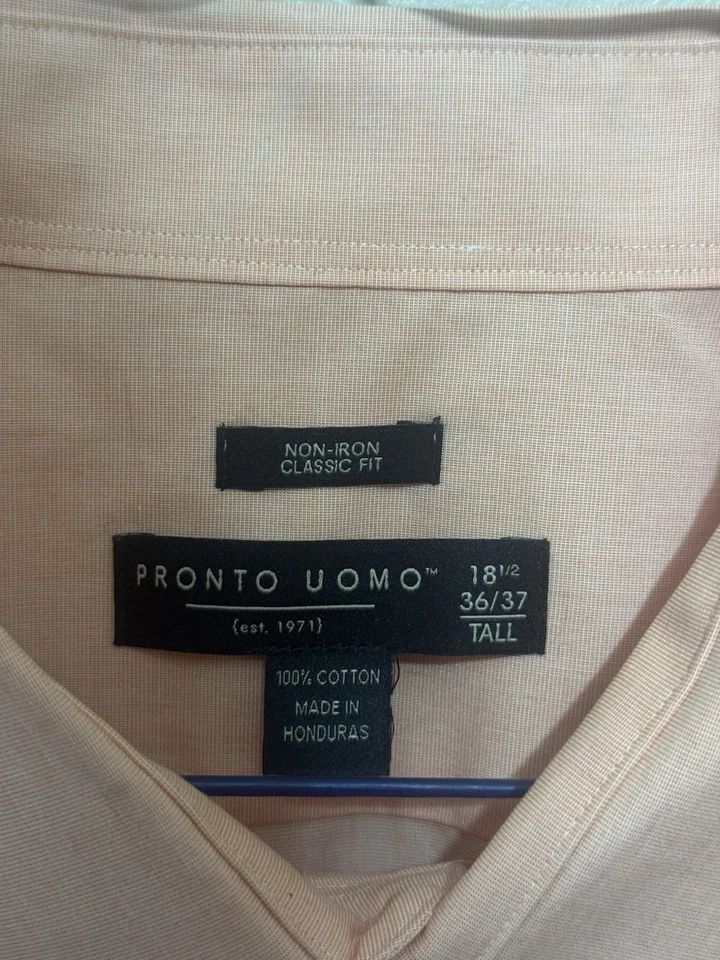 NON-IRON
CLASSIC FIT
PRONTO UOMO™
{est. 1971}
18 1/2
36/37
TALL
100% COTTON
MADE IN
HONDURAS